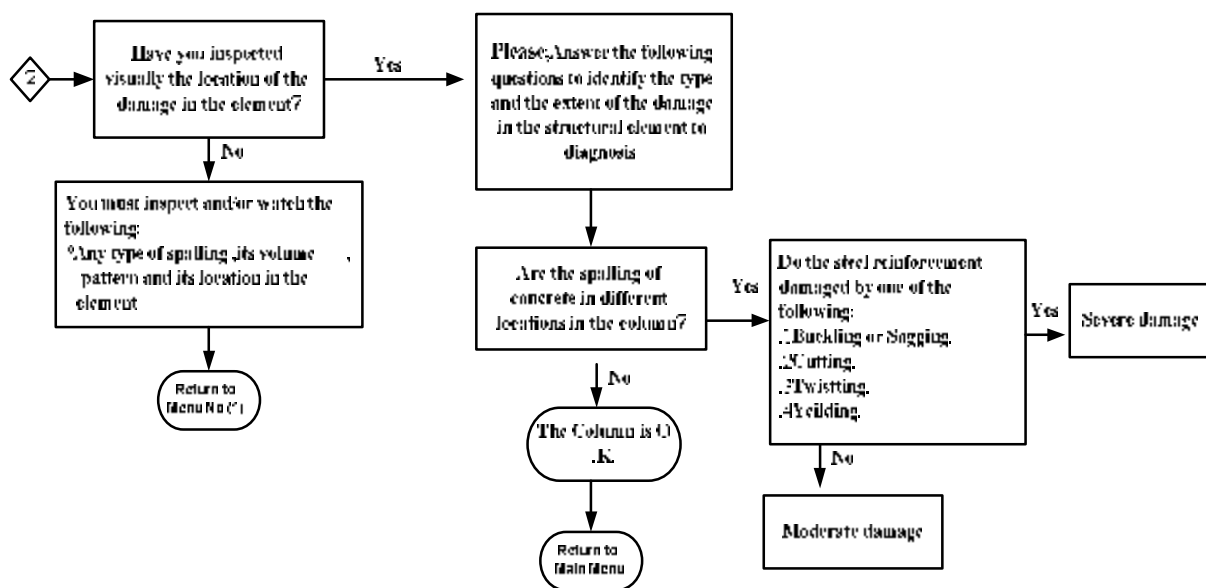 2
Have you inspected
visually the location of the
damage in the element?
Yes
Please,Answer the following
questions to identify the type
and the extent of the damage
in the structural element to
diagnosis
No
You must inspect and/or watch the
following:
*Any type of spalling ,its volume ,
pattern and its location in the
element
Return to
Menu No (1)
Are the spalling of
concrete in different
locations in the column?
Yes
Do the steel reinforcement
damaged by one of the
following:
.1Buckling or Sagging.
.2Cutting.
.3Twistting.
.4Yeilding.
Yes
Severe damage
No
The Column is O
.K.
No
Moderate damage
Return to
Main Menu